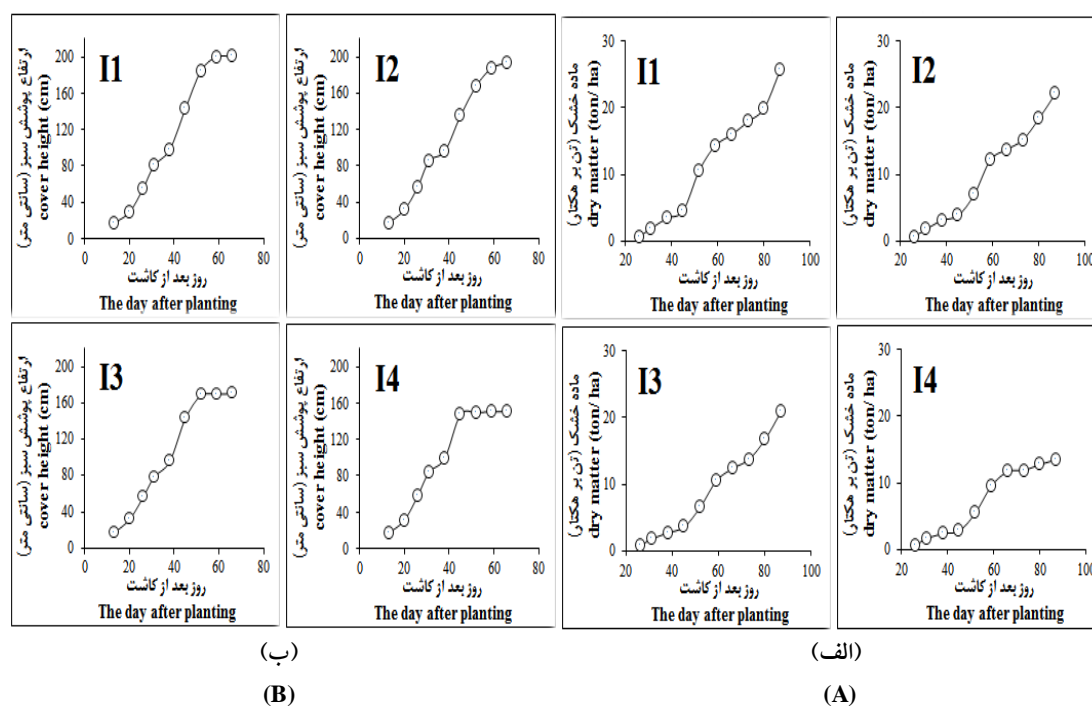 I1
ارتفاع پوشش سبز (سانتی متر)
cover height (cm)
200
160
120
80
40
0
0 20 40 60 80
روز بعد از کاشت
The day after planting
I2
ارتفاع پوشش سبز (سانتی متر)
cover height (cm)
200
160
120
80
40
0
0 20 40 60 80
روز بعد از کاشت
The day after planting
I1
ماده خشک (تن بر هکتار)
dry matter (ton/ ha)
30
20
10
0
20 40 60 80 100
روز بعد از کاشت
The day after planting
I2
ماده خشک (تن بر هکتار)
dry matter (ton/ ha)
30
20
10
0
20 40 60 80 100
روز بعد از کاشت
The day after planting
I3
ارتفاع پوشش سبز (سانتی متر)
cover height (cm)
200
160
120
80
40
0
0 20 40 60 80
روز بعد از کاشت
The day after planting
I4
ارتفاع پوشش سبز (سانتی متر)
cover height (cm)
200
160
120
80
40
0
0 20 40 60 80
روز بعد از کاشت
The day after planting
I3
ماده خشک (تن بر هکتار)
dry matter (ton/ ha)
30
20
10
0
20 40 60 80 100
روز بعد از کاشت
The day after planting
I4
ماده خشک (تن بر هکتار)
dry matter (ton/ ha)
30
20
10
0
20 40 60 80 100
روز بعد از کاشت
The day after planting
(ب)
(B)
(الف)
(A)